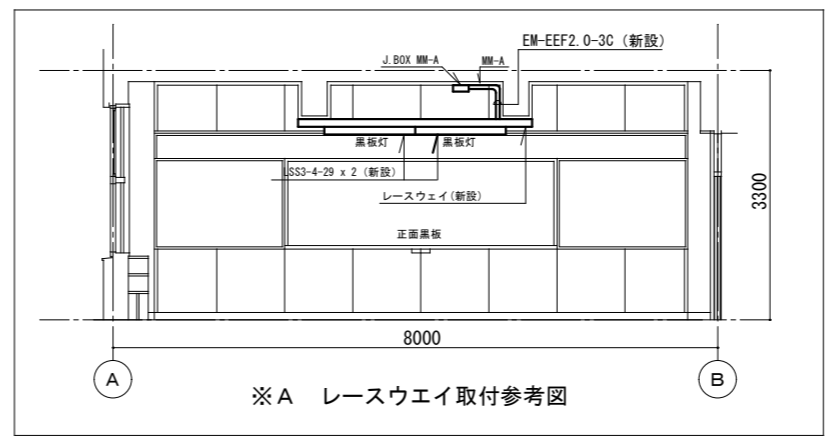 EM-EEF2.0-3C (新設)
J.BOX MM-A
MM-A
黒板灯
黒板灯
LSS3-4-29 x 2 (新設)
レースウェイ(新設)
正面黒板
3300
8000
A
B
※A レースウエイ取付参考図